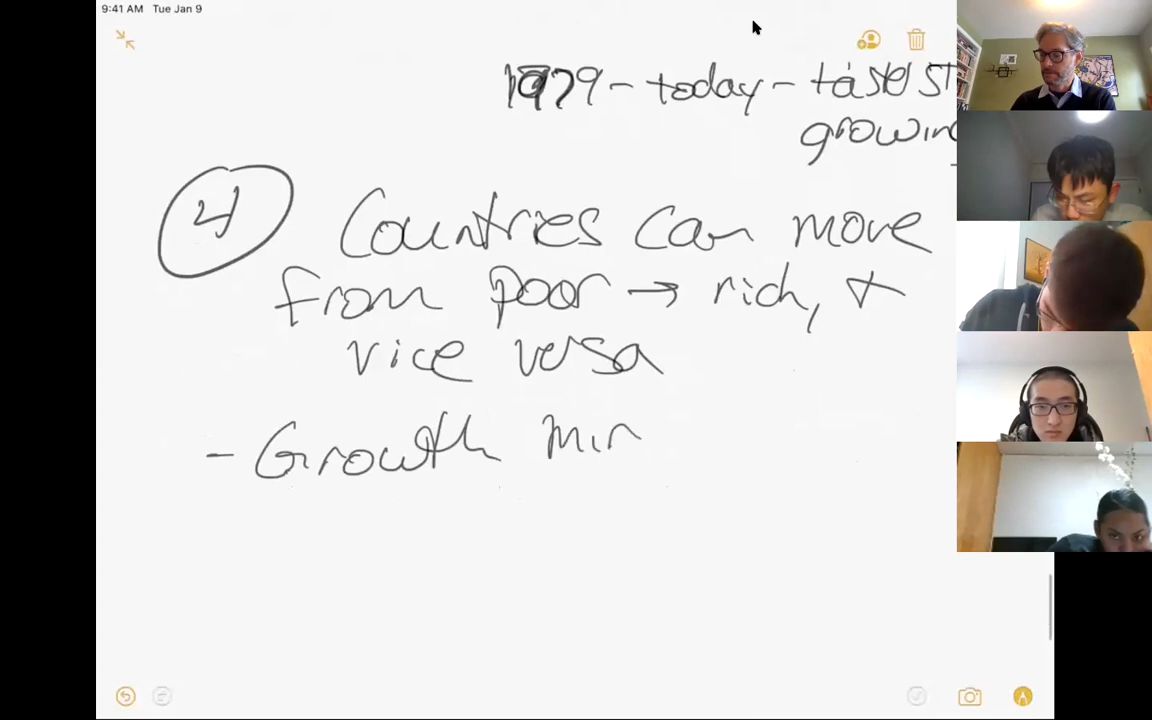 9:41 AM Tue Jan 9
1979 - today - fastest
growing
4 Countries can move
from poor → rich, +
vice versa
- Growth mir